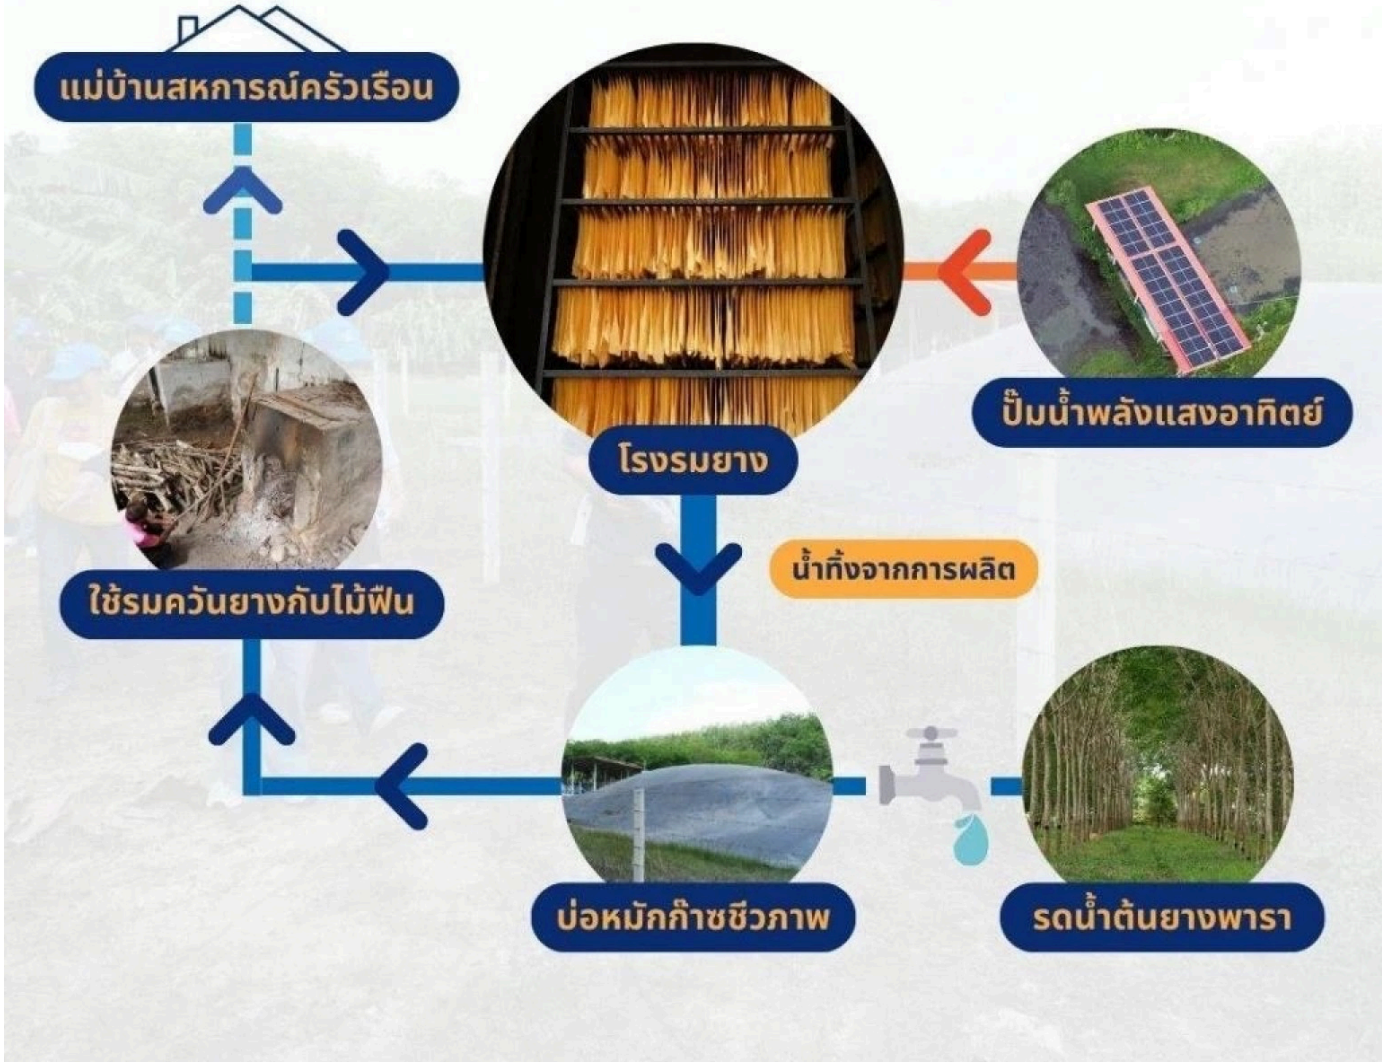 แม่บ้านสหการณ์ครัวเรือน
ปั๊มน้ำพลังแสงอาทิตย์
โรงรมยาง
น้ำทิ้งจากการผลิต
ใช้รมควันยางกับไม้ฟืน
บ่อหมักก๊าซชีวภาพ
รดน้ำต้นยางพารา